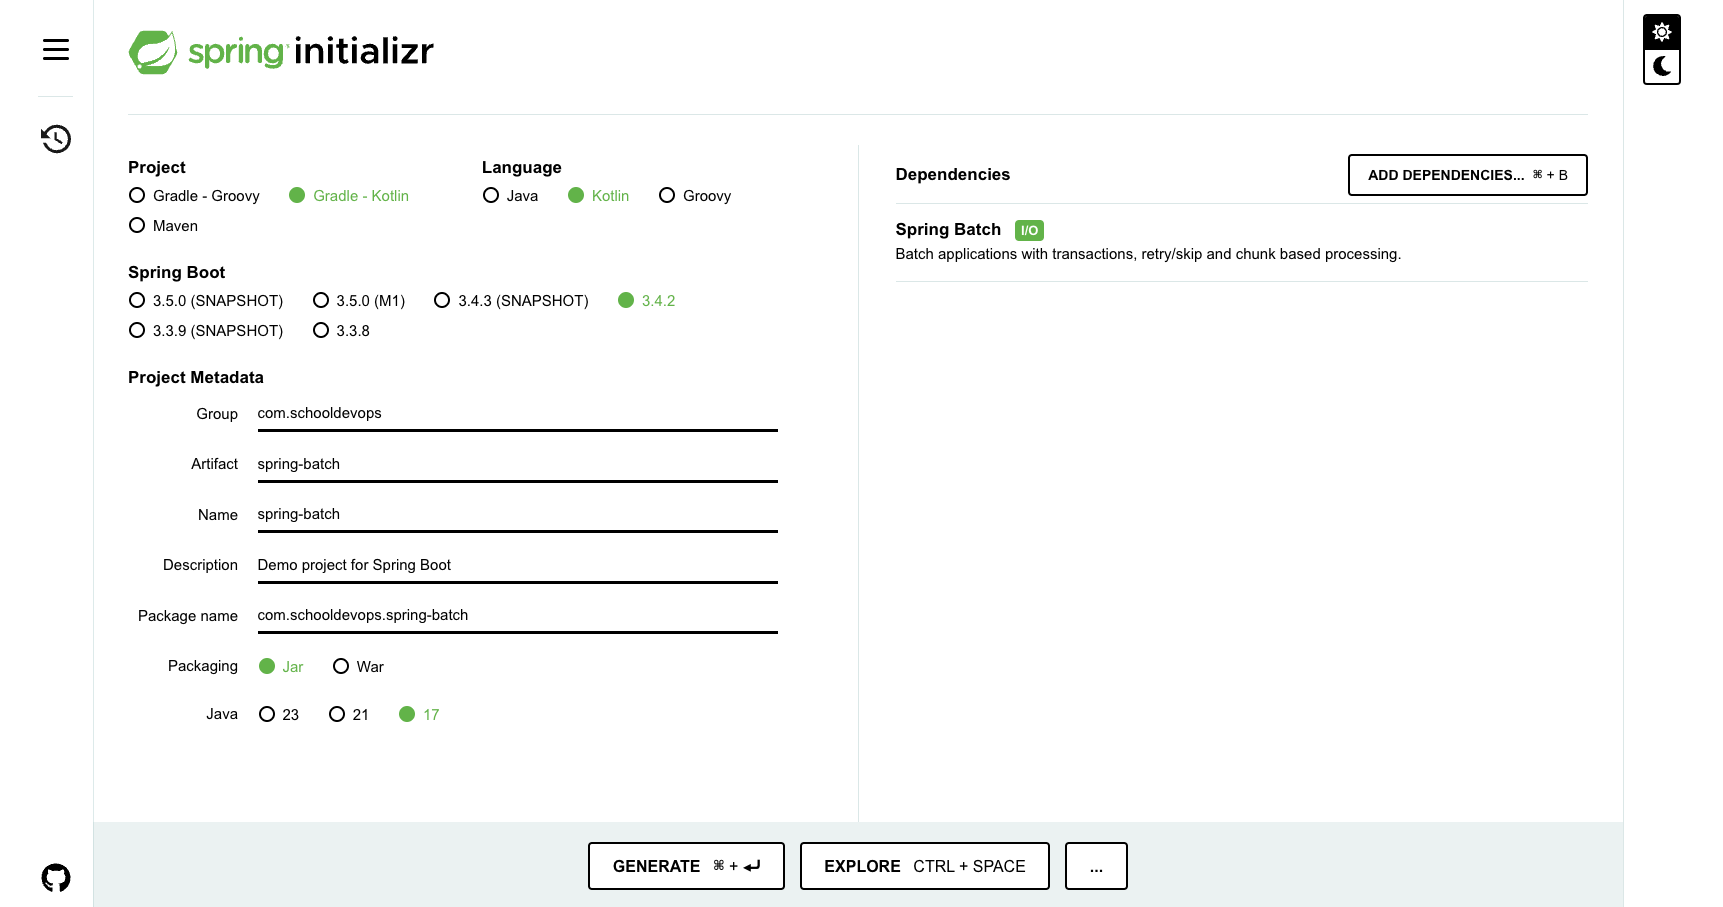 spring initializr
Project
Gradle - Groovy Gradle - Kotlin
Maven
Language
Java Kotlin Groovy
Spring Boot
3.5.0 (SNAPSHOT) 3.5.0 (M1) 3.4.3 (SNAPSHOT) 3.4.2
3.3.9 (SNAPSHOT) 3.3.8
Project Metadata
Group com.schooldevops
Artifact spring-batch
Name spring-batch
Description Demo project for Spring Boot
Package name com.schooldevops.spring-batch
Packaging Jar War
Java 23 21 17
Dependencies ADD DEPENDENCIES... ⌘ + B
Spring Batch I/O
Batch applications with transactions, retry/skip and chunk based processing.
GENERATE ⌘ + ↵ EXPLORE CTRL + SPACE ...